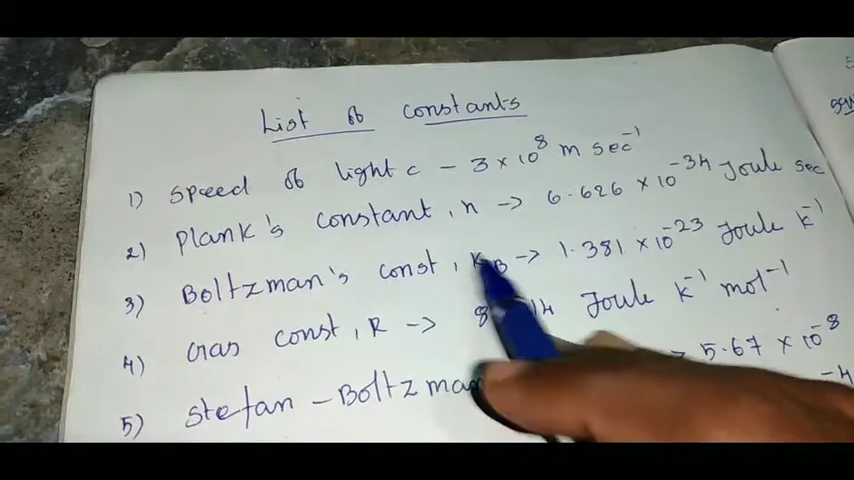 List of constants
1) Speed of light c - 3 × 10⁸ m sec⁻¹
2) Plank's constant, h -> 6.626 × 10⁻³⁴ Joule sec
3) Boltzman's const, KB -> 1.381 × 10⁻²³ Joule k⁻¹
4) Gas const, R -> Joule k⁻¹ mol⁻¹
5) Stefan - Boltzman 5.67 × 10⁻⁸